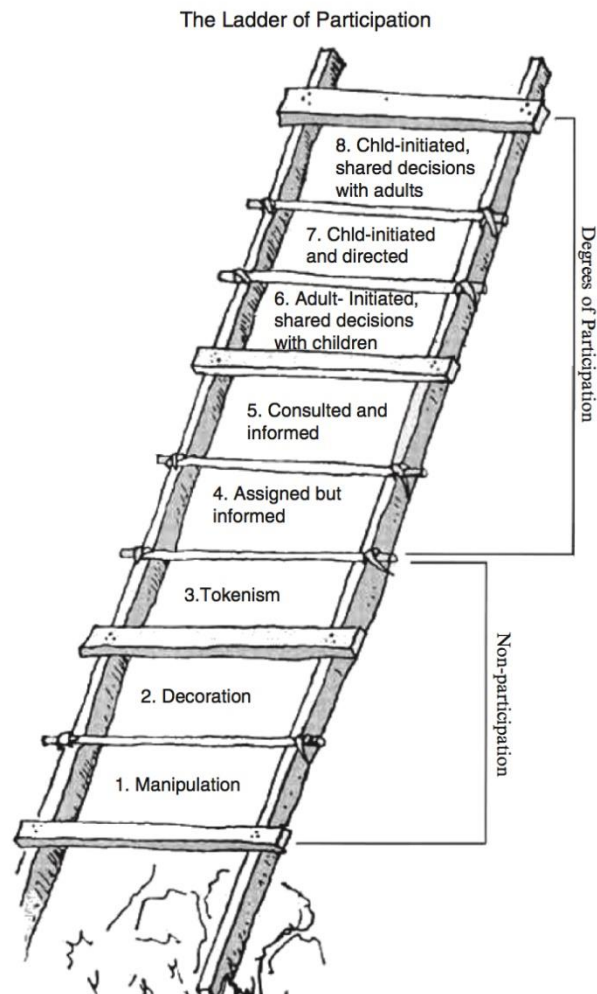 The Ladder of Participation
8. Chld-initiated,
shared decisions
with adults
7. Chld-initiated
and directed
6. Adult- Initiated,
shared decisions
with children
5. Consulted and
informed
4. Assigned but
informed
3.Tokenism
2. Decoration
1. Manipulation
Degrees of Participation
Non-participation